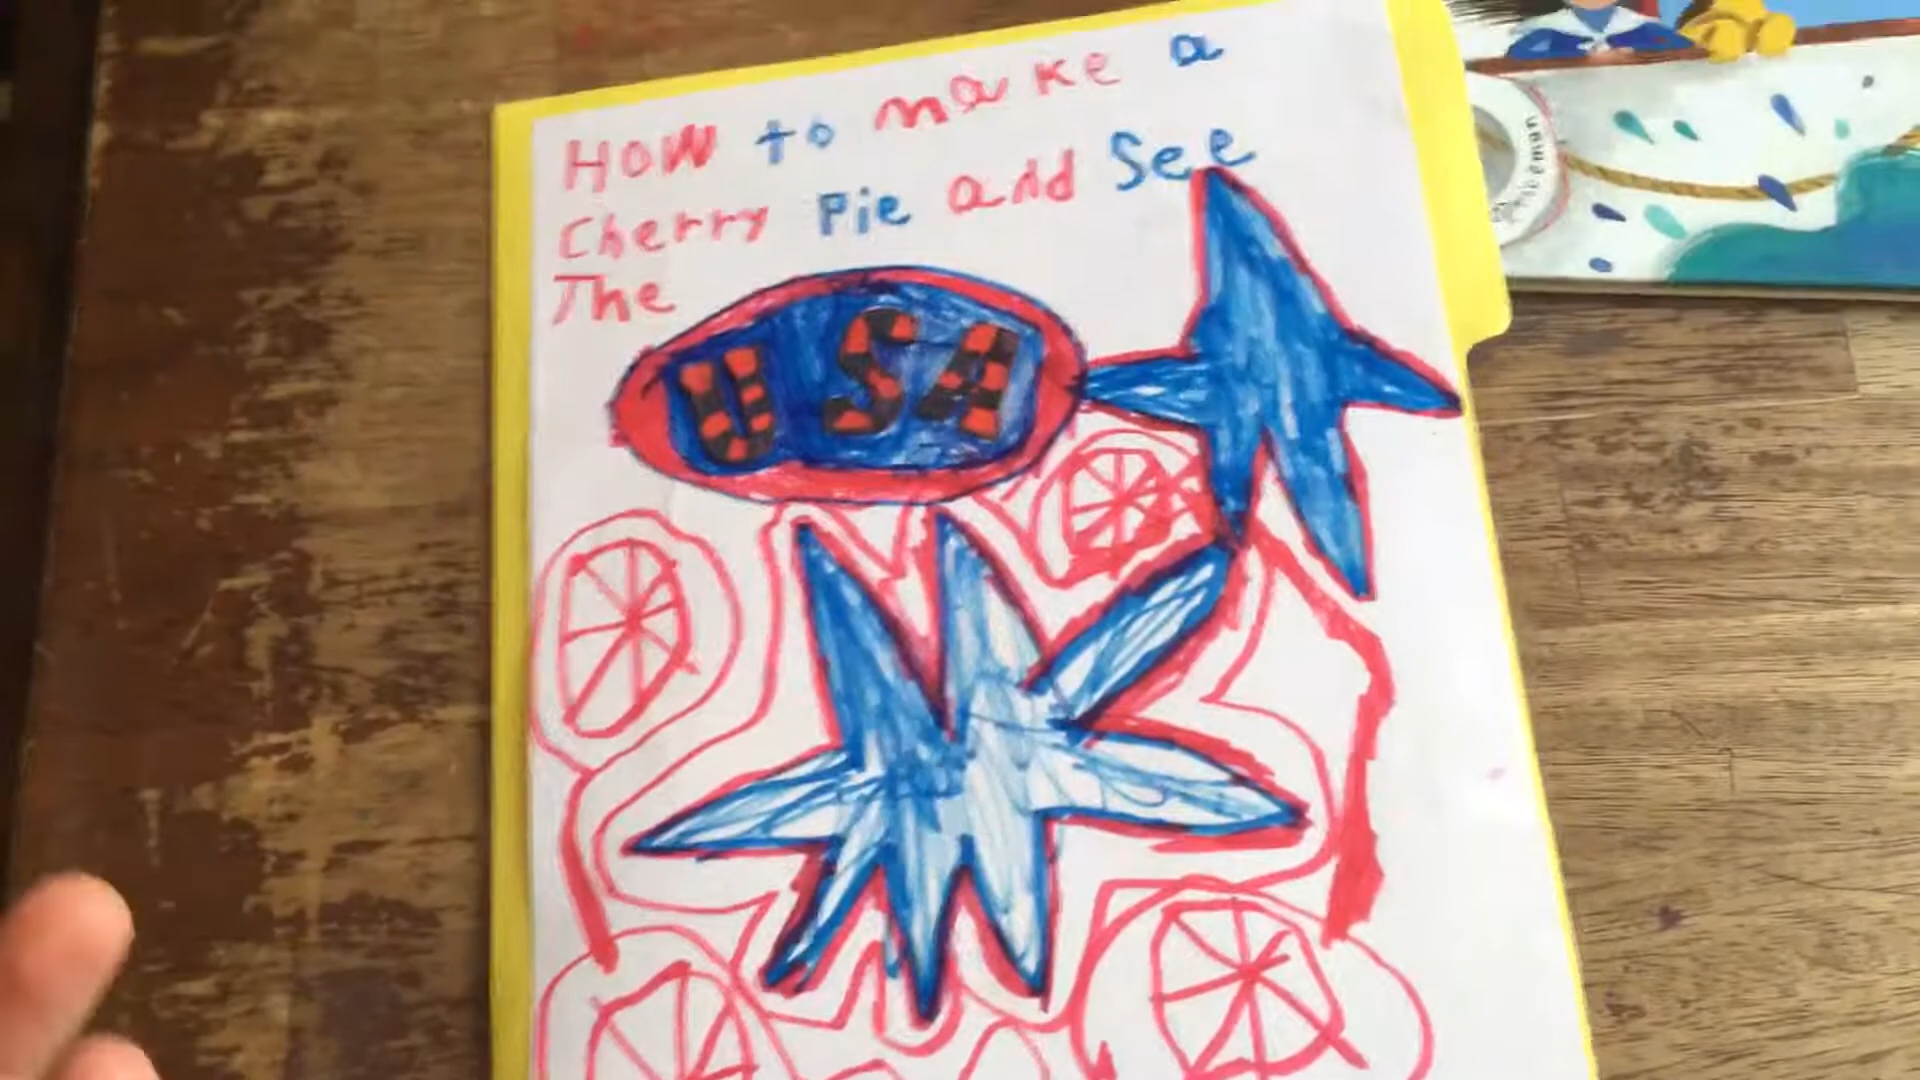 How to make a
Cherry Pie and See
The
USA